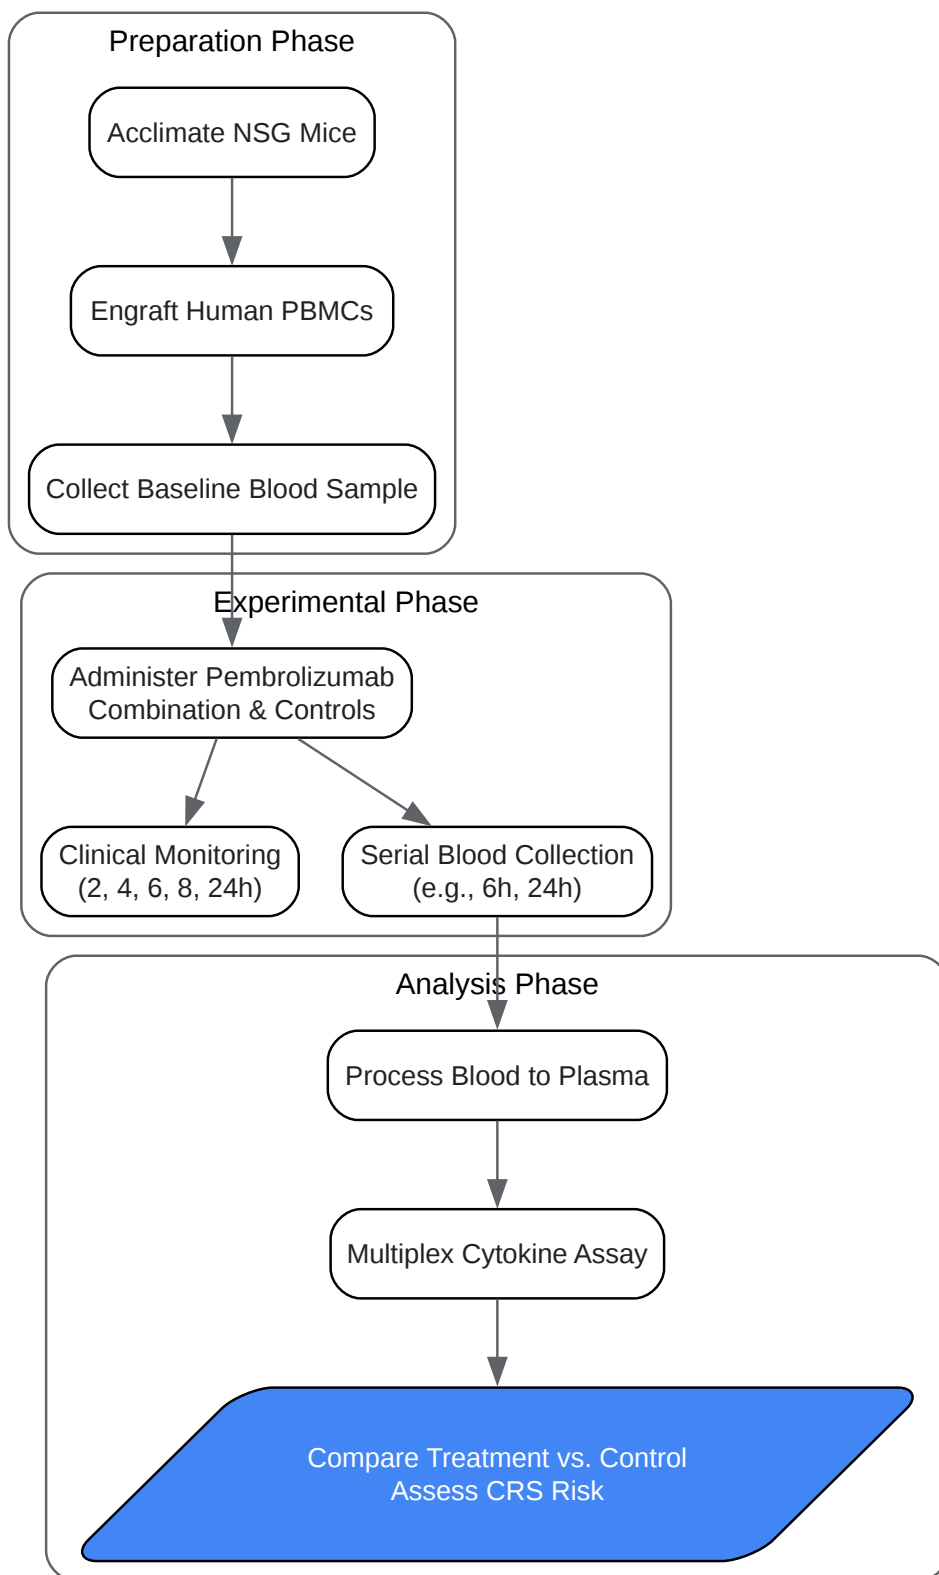 Preparation Phase
Acclimate NSG Mice
Engraft Human PBMCs
Collect Baseline Blood Sample
Experimental Phase
Administer Pembrolizumab
Combination & Controls
Clinical Monitoring
(2, 4, 6, 8, 24h)
Serial Blood Collection
(e.g., 6h, 24h)
Analysis Phase
Process Blood to Plasma
Multiplex Cytokine Assay
Compare Treatment vs. Control
Assess CRS Risk